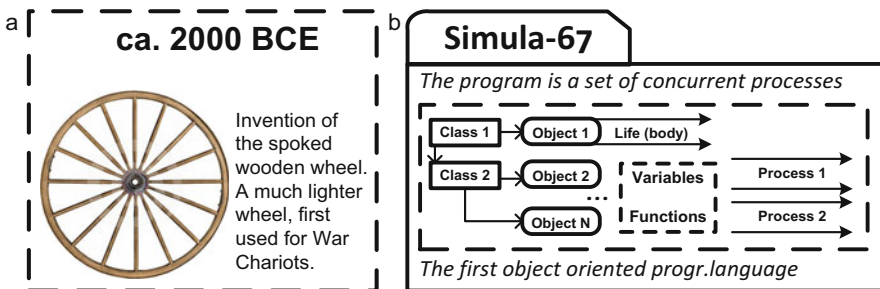 a
ca. 2000 BCE
Invention of
the spoked
wooden wheel.
A much lighter
wheel, first
used for War
Chariots.
b
Simula-67
The program is a set of concurrent processes
Class 1
Object 1
Life (body)
Class 2
Object 2
Variables
Process 1
...
Functions
Process 2
Object N
The first object oriented progr.language